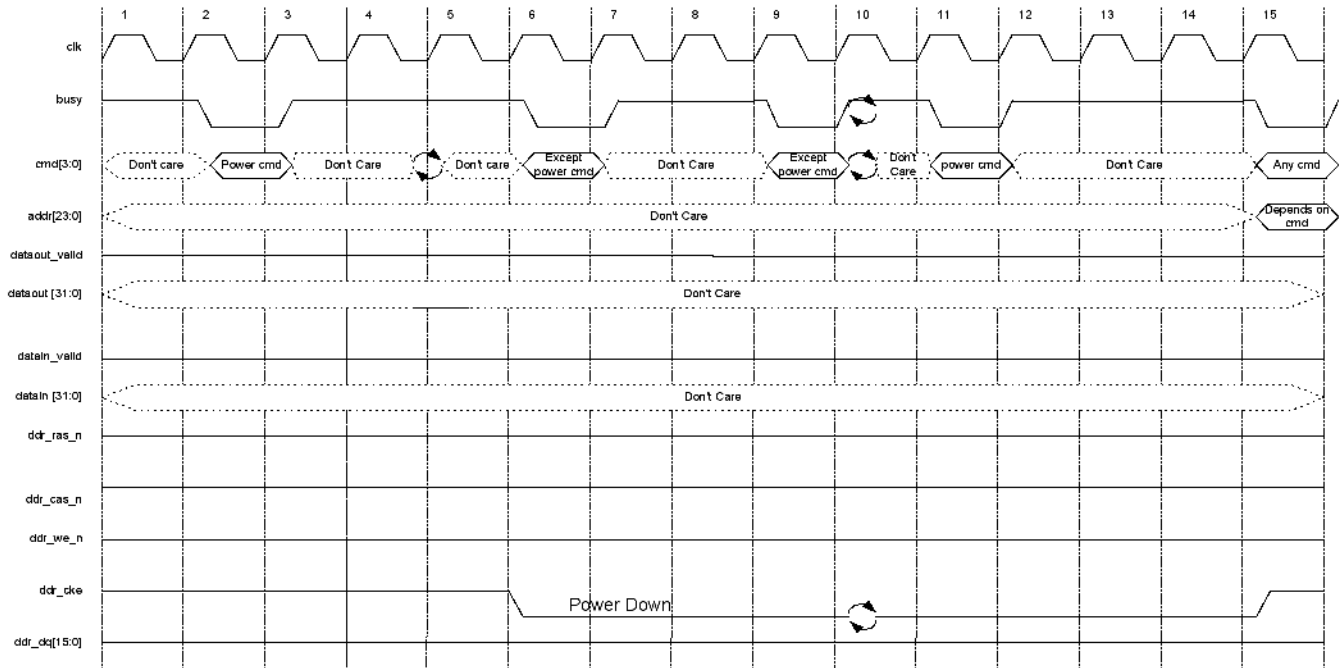 1 2 3 4 5 6 7 8 9 10 11 12 13 14 15
clk
busy
cmd[3:0] Don't care Power cmd Don't Care Don't care Except power cmd Don't Care Except power cmd Don't Care power cmd Don't Care Any cmd
addr[23:0] Don't Care Depends on cmd
dataout_valid
dataout [31:0] Don't Care
datain_valid
datain [31:0] Don't Care
ddr_ras_n
ddr_cas_n
ddr_we_n
ddr_cke Power Down
ddr_dq[15:0]